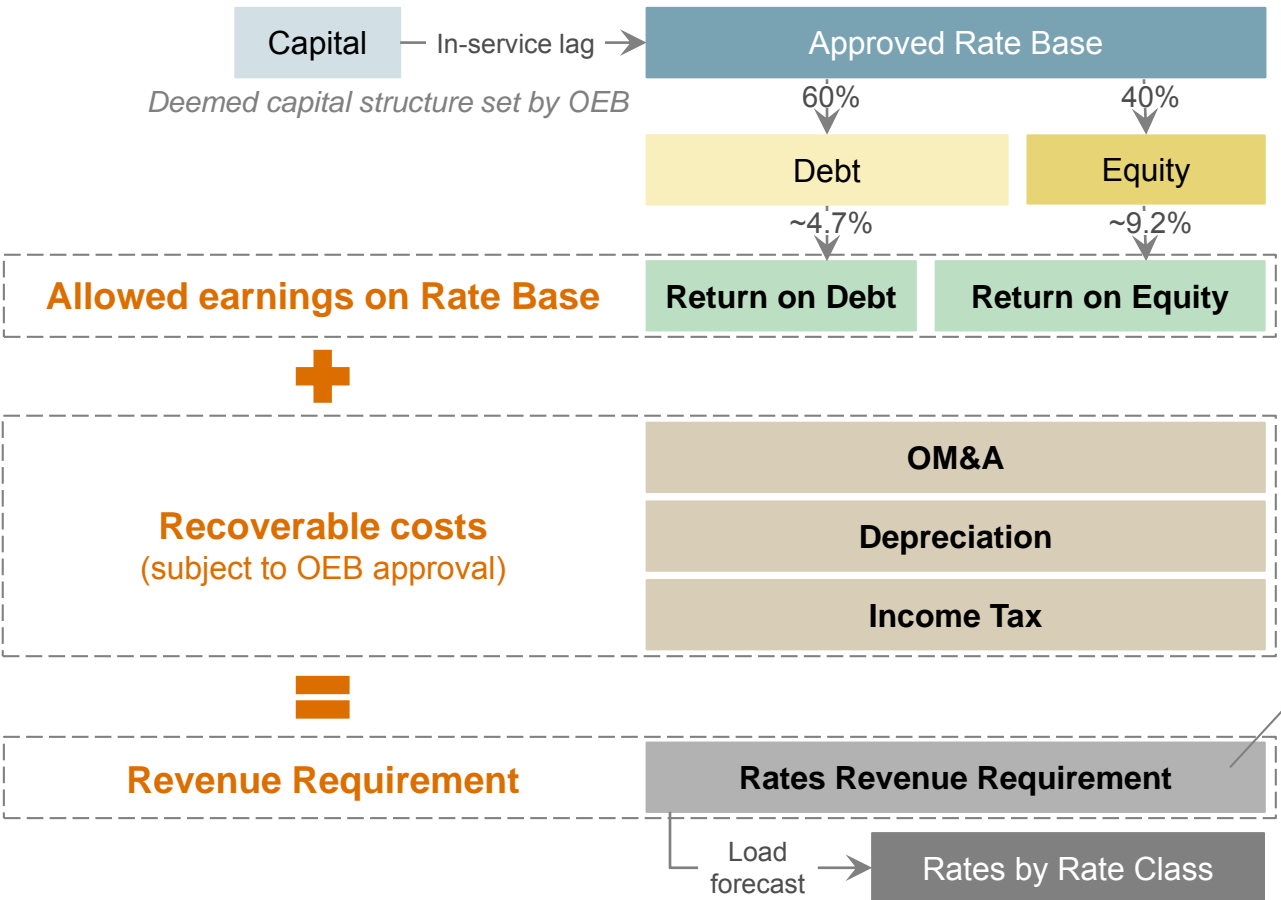 Capital
In-service lag
Approved Rate Base
Deemed capital structure set by OEB
60%
40%
Debt
Equity
~4.7%
~9.2%
Allowed earnings on Rate Base
Return on Debt
Return on Equity
OM&A
Recoverable costs
(subject to OEB approval)
Depreciation
Income Tax
Revenue Requirement
Rates Revenue Requirement
Load
forecast
Rates by Rate Class